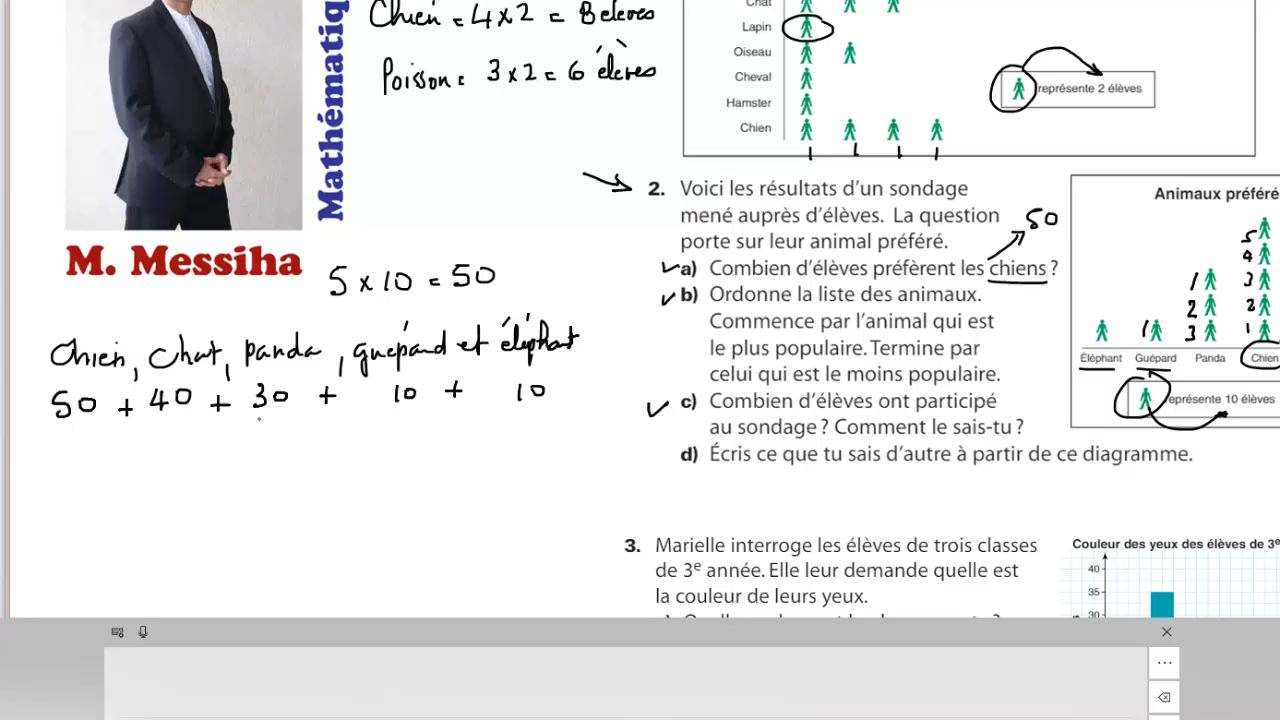 Chien = 4 x 2 = 8 élèves
Poisson = 3 x 2 = 6 élèves
Mathématiq
M. Messiha
5 x 10 = 50
Chien, Chat, panda, guépard et éléphant
50 + 40 + 30 + 10 + 10
Chat
Lapin
Oiseau
Cheval
Hamster
Chien
représente 2 élèves
2. Voici les résultats d'un sondage
mené auprès d'élèves. La question
porte sur leur animal préféré.
50
a) Combien d'élèves préfèrent les chiens ?
b) Ordonne la liste des animaux.
Commence par l'animal qui est
le plus populaire. Termine par
celui qui est le moins populaire.
c) Combien d'élèves ont participé
au sondage ? Comment le sais-tu ?
d) Écris ce que tu sais d'autre à partir de ce diagramme.
Animaux préféré
5
4
1 3
2 2
1 3 1
Éléphant Guépard Panda Chien
représente 10 élèves
3. Marielle interroge les élèves de trois classes
de 3e année. Elle leur demande quelle est
la couleur de leurs yeux.
Couleur des yeux des élèves de 3e
40
35
30